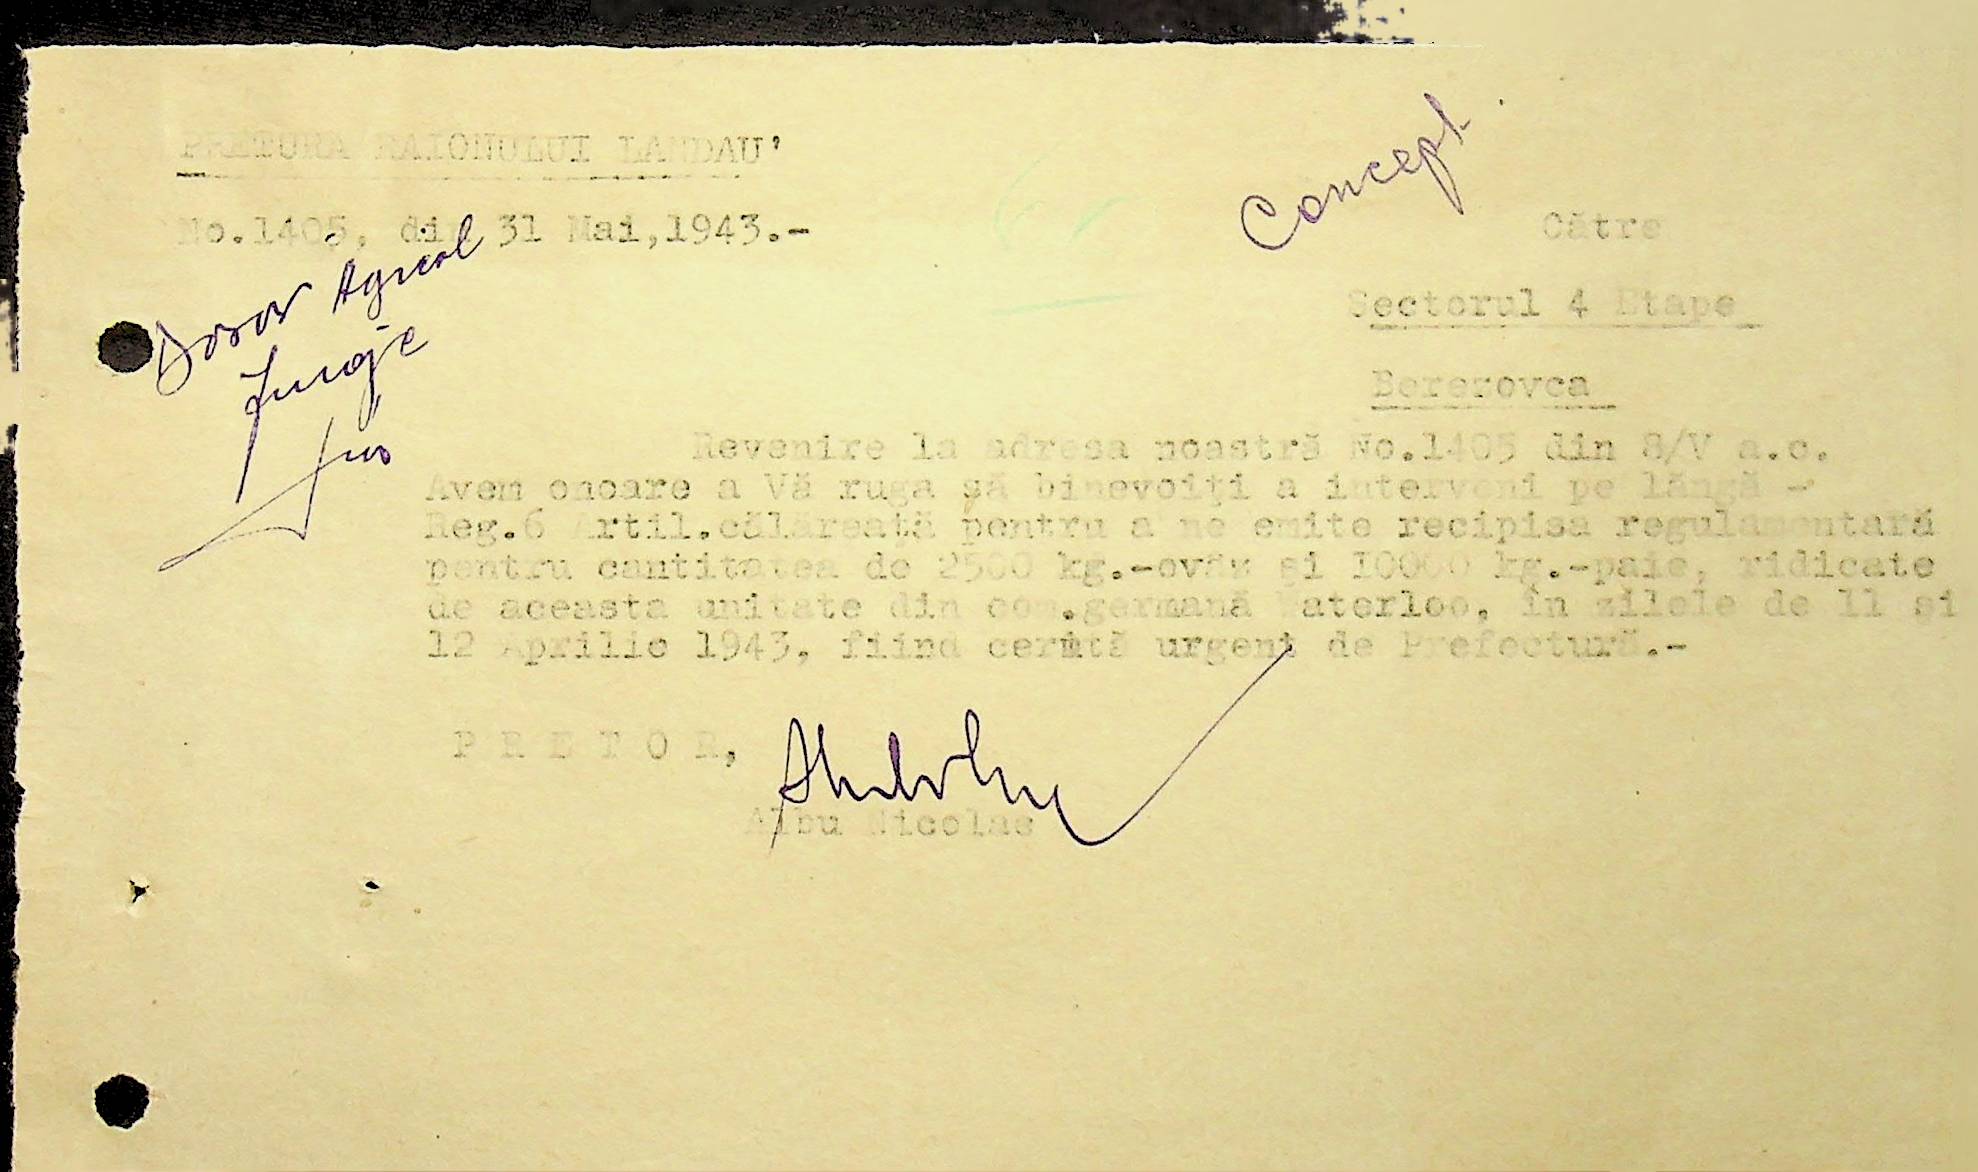 PRETURA RAIONULUI LANDAU'
No.1405, din 31 Mai,1943.-
Concept
Către
Dosar Agricol
Sectorul 4 Etape
Berezovca
Revenire la adresa noastră No.1405 din 8/V a.c.
Avem onoare a Vă ruga să binevoiţi a interveni pe lângă -
Reg.6 Artil.călăreaţă pentru a ne emite recipisa regulamentară
pentru cantitatea de 2500 kg.-ovăz şi 10000 kg.-paie, ridicate
de aceasta unitate din com.germană Waterloo, în zilele de 11 si
12 Aprilie 1943, fiind cerută urgent de Prefectură.-
P R E T O R,
Albu Nicolae